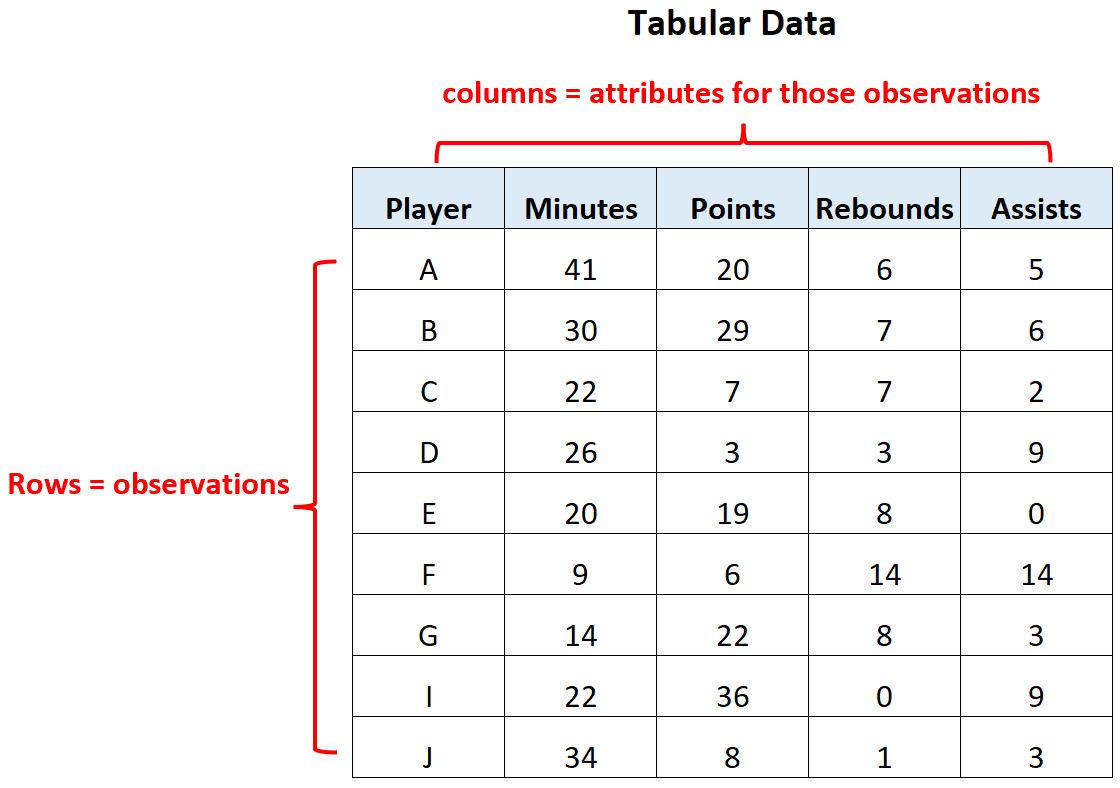 Tabular Data
columns = attributes for those observations
Player Minutes Points Rebounds Assists
A 41 20 6 5
B 30 29 7 6
C 22 7 7 2
D 26 3 3 9
Rows = observations
E 20 19 8 0
F 9 6 14 14
G 14 22 8 3
I 22 36 0 9
J 34 8 1 3